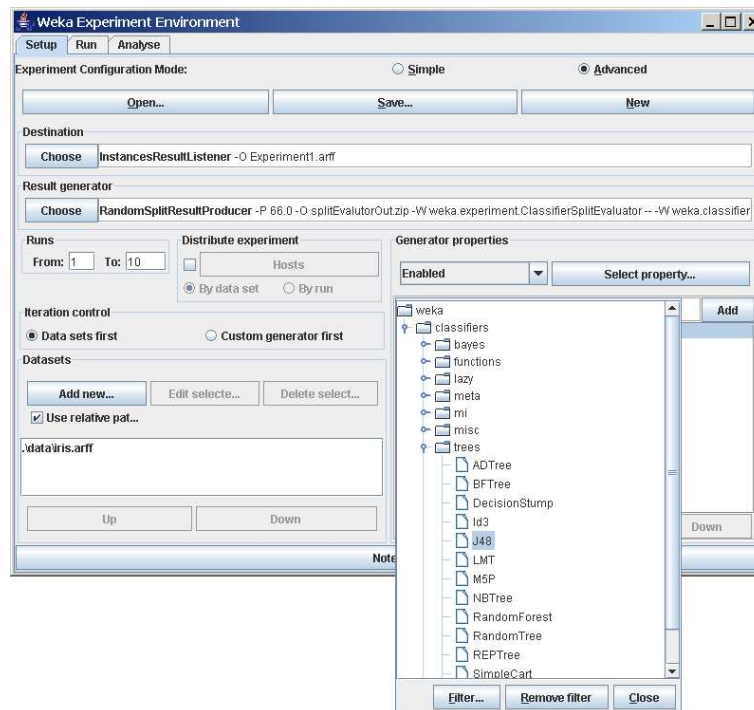 Weka Experiment Environment
Setup Run Analyse
Experiment Configuration Mode: Simple Advanced
Open... Save... New
Destination
Choose InstancesResultListener -O Experiment1.arff
Result generator
Choose RandomSplitResultProducer -P 66.0 -O splitEvalutorOut.zip -W weka.experiment.ClassifierSplitEvaluator -- -W weka.classifier
Runs
From: 1 To: 10
Distribute experiment
Hosts
By data set By run
Generator properties
Enabled Select property...
Iteration control
Data sets first Custom generator first
Datasets
Add new... Edit selecte... Delete select...
Use relative pat...
.\data\iris.arff
Up Down
Note
Add
Down
weka
classifiers
bayes
functions
lazy
meta
mi
misc
trees
ADTree
BFTree
DecisionStump
Id3
J48
LMT
M5P
NBTree
RandomForest
RandomTree
REPTree
SimpleCart
Filter... Remove filter Close